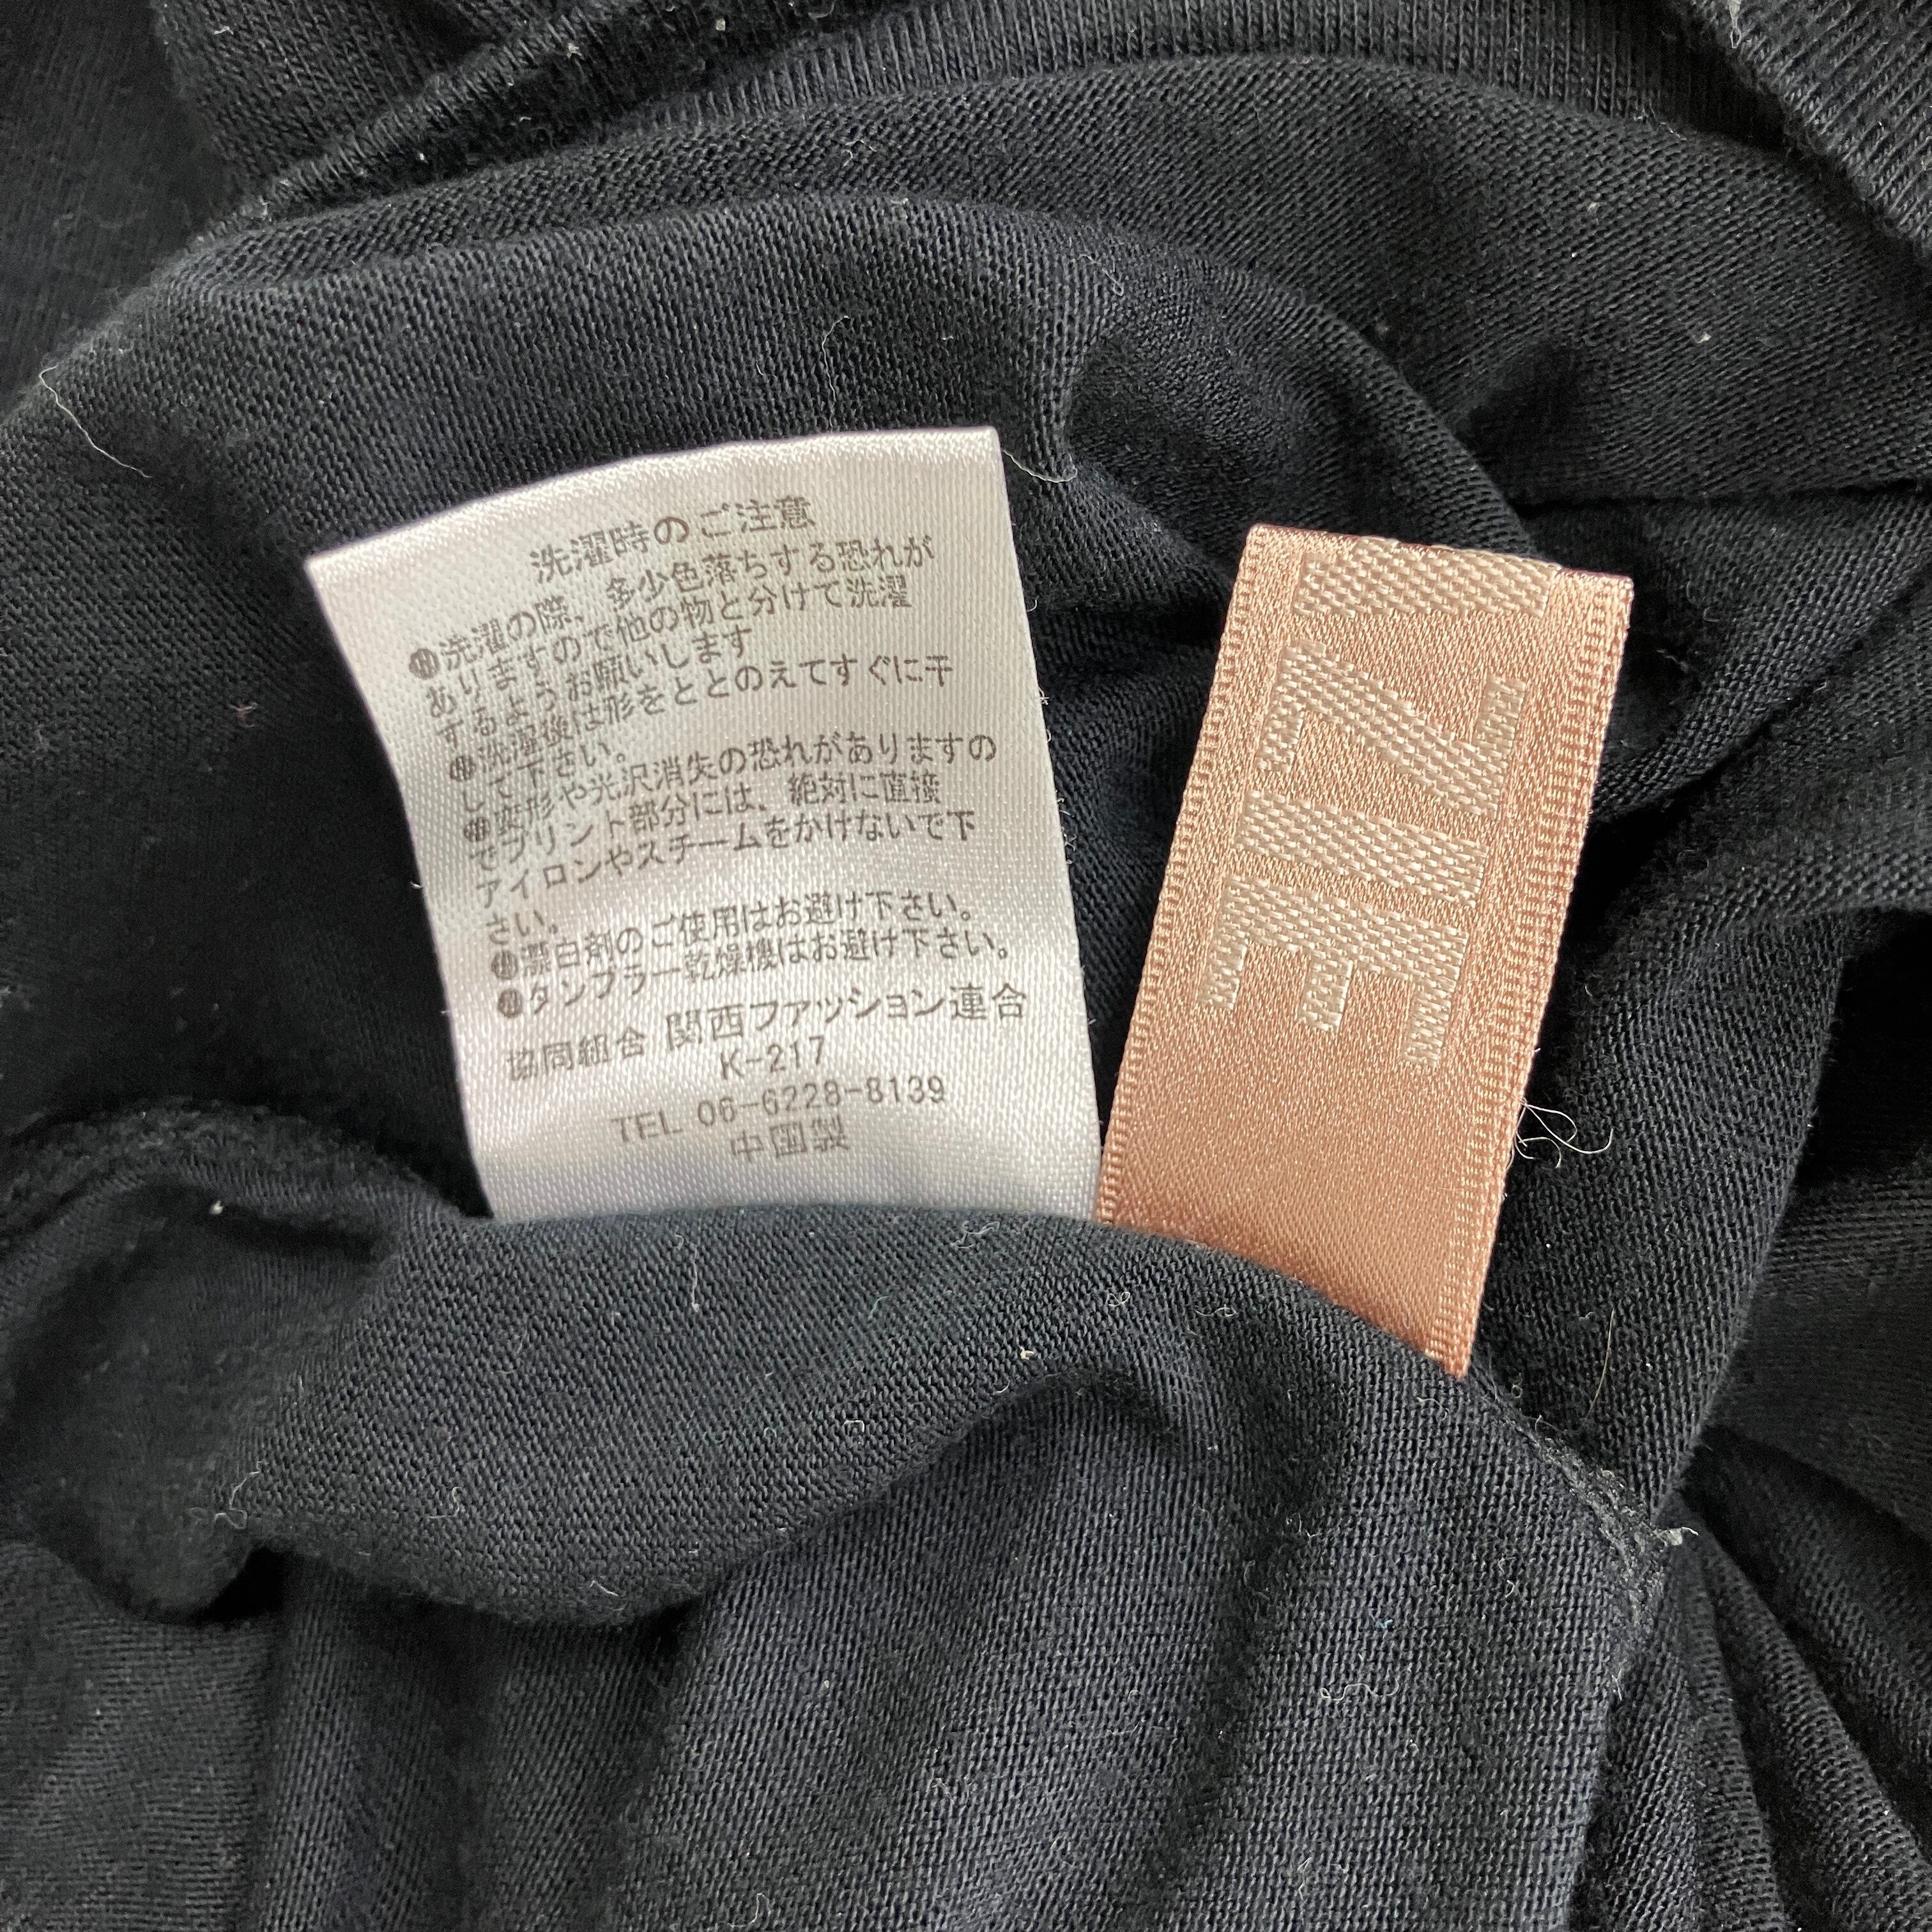 洗濯時のご注意
●洗濯の際、多少色落ちする恐れが
ありますので他の物と分けて洗濯
するようお願いします
●洗濯後は形をととのえてすぐに干
して下さい。
●変形や光沢消失の恐れがありますの
でプリント部分には、絶対に直接
アイロンやスチームをかけないで下
さい。
●漂白剤のご使用はお避け下さい。
●タンブラー乾燥機はお避け下さい。
協同組合 関西ファッション連合
K-217
TEL 06-6228-8139
中国製
IZIE